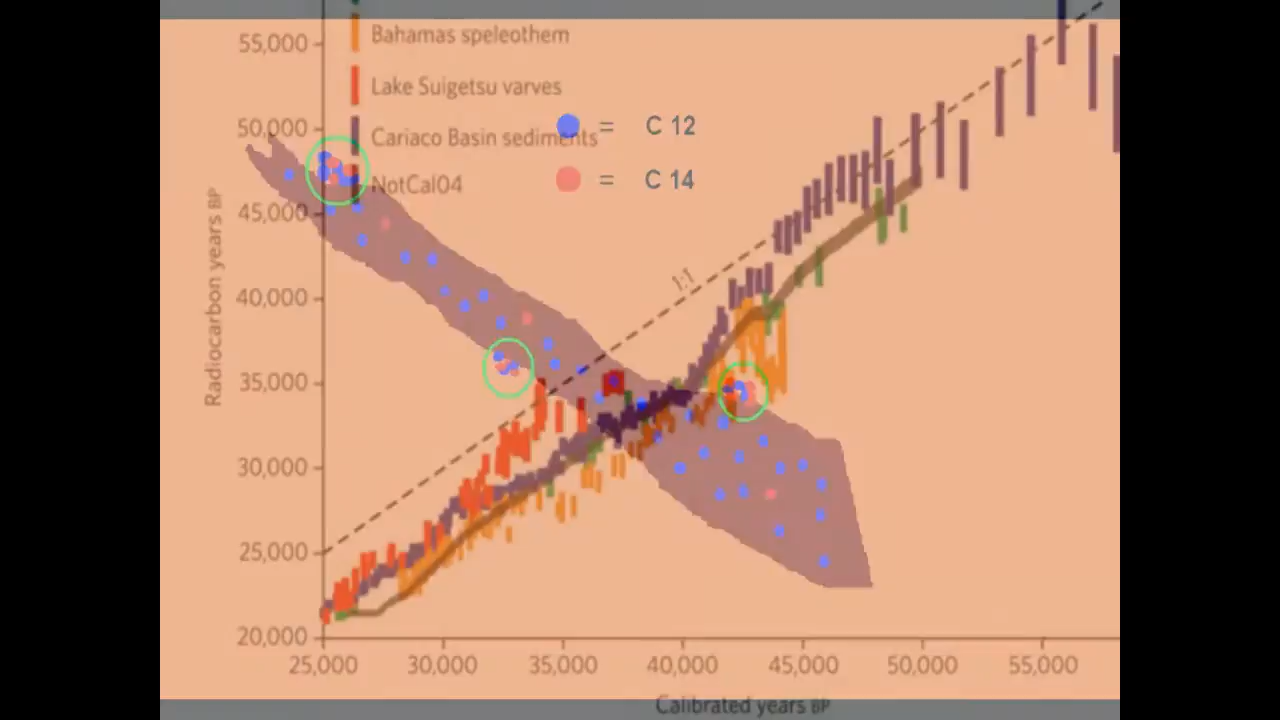 55,000
50,000
45,000
40,000
35,000
30,000
25,000
20,000
Radiocarbon years BP
Bahamas speleothem
Lake Suigetsu varves
Cariaco Basin sediments
NotCal04
= C 12
= C 14
1:1
25,000 30,000 35,000 40,000 45,000 50,000 55,000
Calibrated years BP